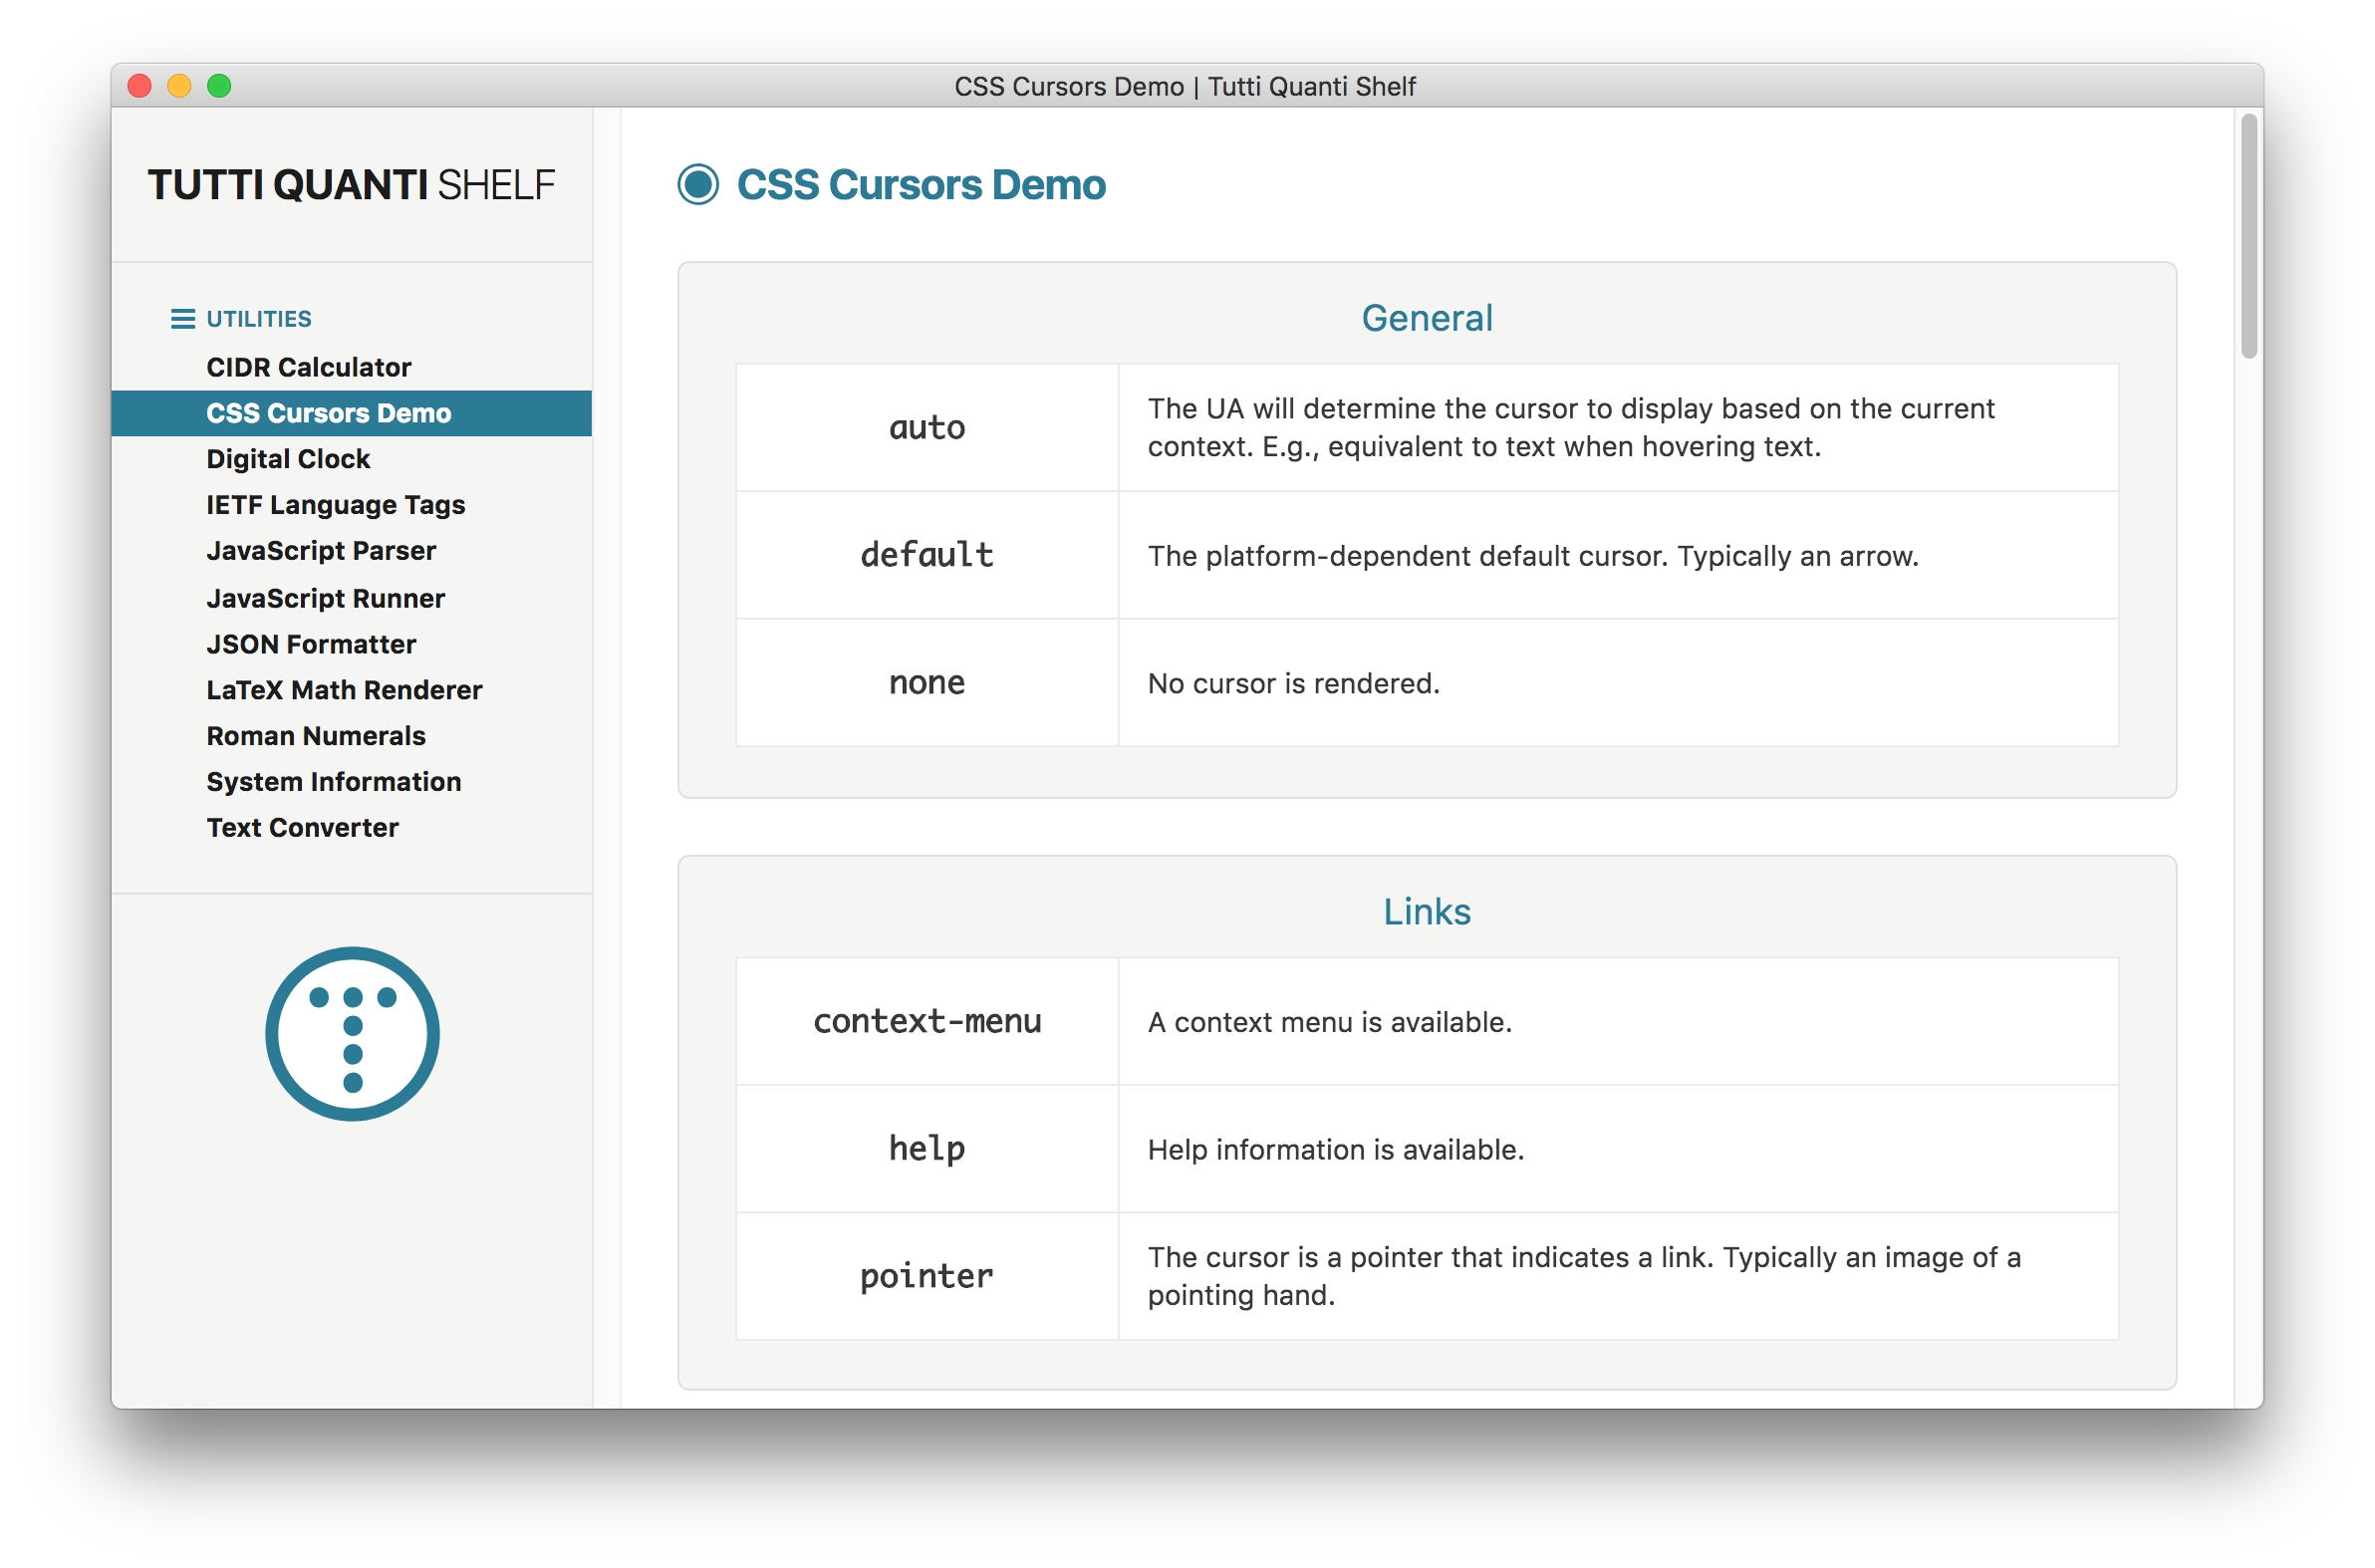 CSS Cursors Demo | Tutti Quanti Shelf
TUTTI QUANTI SHELF
UTILITIES
CIDR Calculator
CSS Cursors Demo
Digital Clock
IETF Language Tags
JavaScript Parser
JavaScript Runner
JSON Formatter
LaTeX Math Renderer
Roman Numerals
System Information
Text Converter
CSS Cursors Demo
General
auto
The UA will determine the cursor to display based on the current
context. E.g., equivalent to text when hovering text.
default
The platform-dependent default cursor. Typically an arrow.
none
No cursor is rendered.
Links
context-menu
A context menu is available.
help
Help information is available.
pointer
The cursor is a pointer that indicates a link. Typically an image of a
pointing hand.